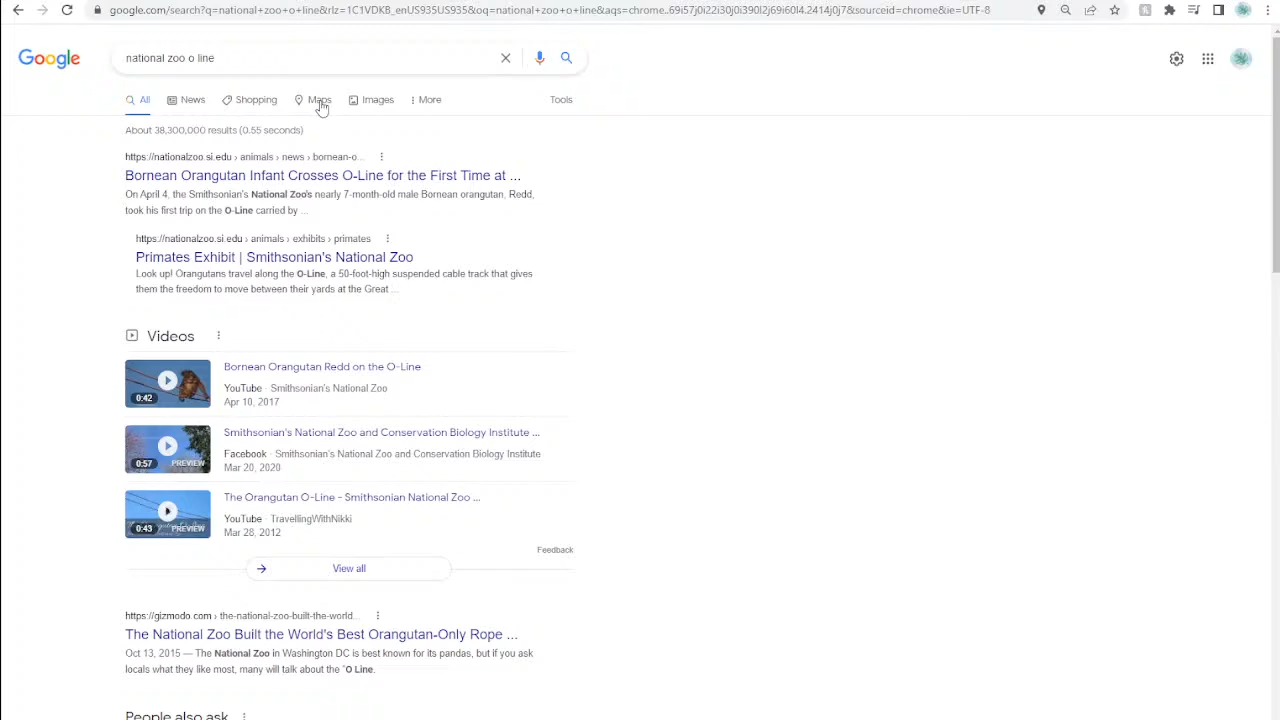 google.com/search?q=national+zoo+o+line&rlz=1C1VDKB_enUS935US935&oq=national+zoo+o+line&aqs=chrome..69i57j0i22i30j0i390l2j69i60l4.2414j0j7&sourceid=chrome&ie=UTF-8
Google
national zoo o line
All News Shopping Maps Images More Tools
About 38,300,000 results (0.55 seconds)
https://nationalzoo.si.edu › animals › news › bornean-o...
Bornean Orangutan Infant Crosses O-Line for the First Time at ...
On April 4, the Smithsonian's National Zoo's nearly 7-month-old male Bornean orangutan, Redd,
took his first trip on the O-Line carried by ...
https://nationalzoo.si.edu › animals › exhibits › primates
Primates Exhibit | Smithsonian's National Zoo
Look up! Orangutans travel along the O-Line, a 50-foot-high suspended cable track that gives
them the freedom to move between their yards at the Great ...
Videos
Bornean Orangutan Redd on the O-Line
YouTube · Smithsonian's National Zoo
0:42
Apr 10, 2017
Smithsonian's National Zoo and Conservation Biology Institute ...
Facebook · Smithsonian's National Zoo and Conservation Biology Institute
0:57 PREVIEW
Mar 20, 2020
The Orangutan O-Line - Smithsonian National Zoo ...
YouTube · TravellingWithNikki
0:43 PREVIEW
Mar 28, 2012
Feedback
View all
https://gizmodo.com › the-national-zoo-built-the-world...
The National Zoo Built the World's Best Orangutan-Only Rope ...
Oct 13, 2015 — The National Zoo in Washington DC is best known for its pandas, but if you ask
locals what they like most, many will talk about the "O Line.
People also ask